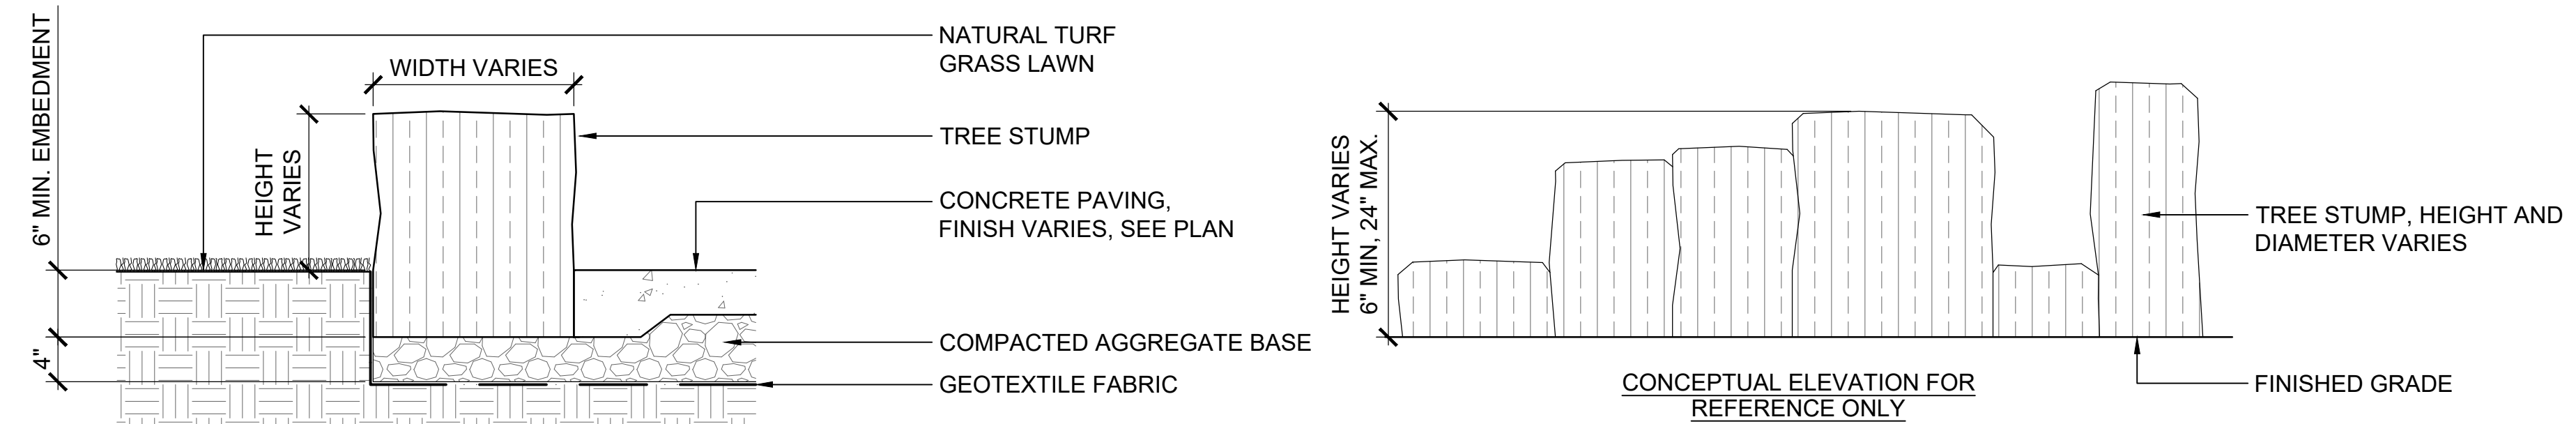 6" MIN. EMBEDMENT
4"
HEIGHT
VARIES
WIDTH VARIES
NATURAL TURF
GRASS LAWN
TREE STUMP
CONCRETE PAVING,
FINISH VARIES, SEE PLAN
COMPACTED AGGREGATE BASE
GEOTEXTILE FABRIC
HEIGHT VARIES
6" MIN, 24" MAX.
TREE STUMP, HEIGHT AND
DIAMETER VARIES
FINISHED GRADE
CONCEPTUAL ELEVATION FOR
REFERENCE ONLY